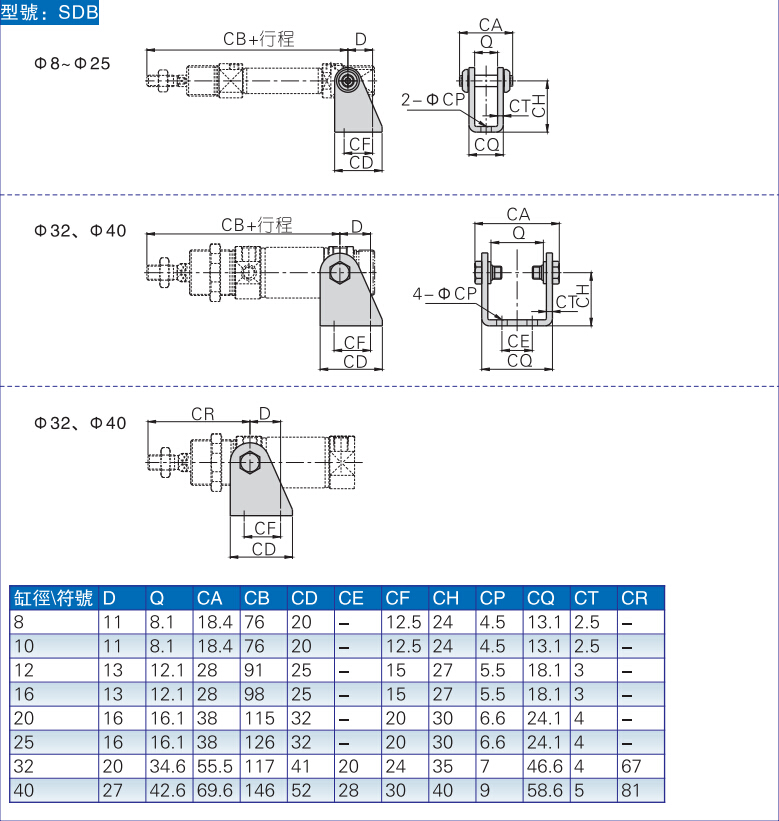 型號：SDB
CB+行程 D
Φ8~Φ25
CF
CD
CA
Q
2-ΦCP
CT
CH
CQ
Φ32、Φ40
CB+行程 D
CF
CD
CA
Q
4-ΦCP
CT
CH
CE
CQ
Φ32、Φ40
CR D
CF
CD
缸徑\符號 D Q CA CB CD CE CF CH CP CQ CT CR
8 11 8.1 18.4 76 20 – 12.5 24 4.5 13.1 2.5 –
10 11 8.1 18.4 76 20 – 12.5 24 4.5 13.1 2.5 –
12 13 12.1 28 91 25 – 15 27 5.5 18.1 3 –
16 13 12.1 28 98 25 – 15 27 5.5 18.1 3 –
20 16 16.1 38 115 32 – 20 30 6.6 24.1 4 –
25 16 16.1 38 126 32 – 20 30 6.6 24.1 4 –
32 20 34.6 55.5 117 41 20 24 35 7 46.6 4 67
40 27 42.6 69.6 146 52 28 30 40 9 58.6 5 81